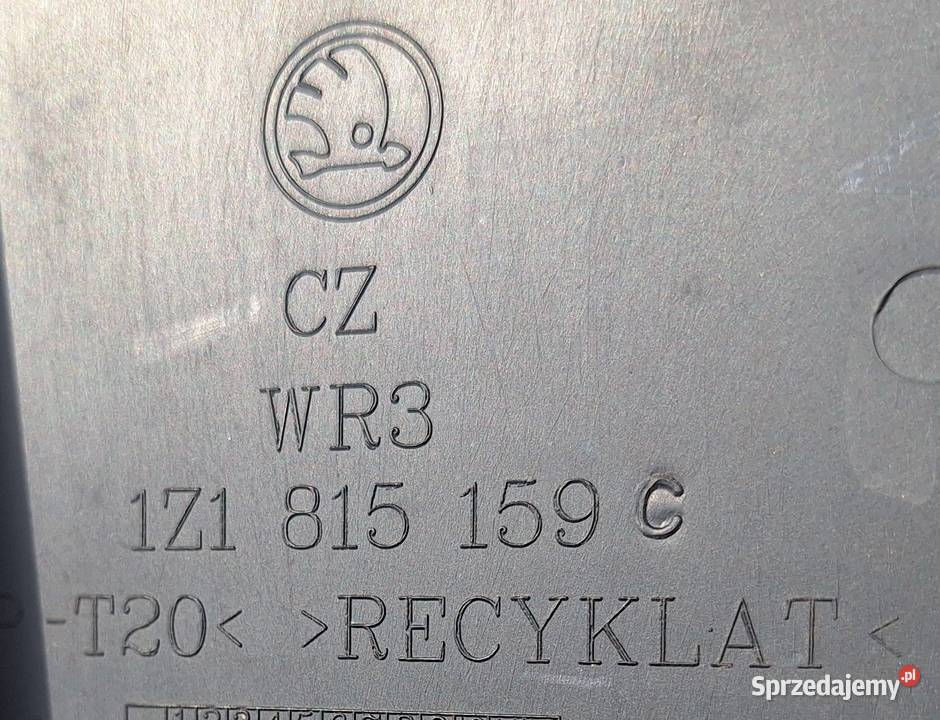 CZ
WR3
1Z1 815 159 C
-T20< >RECYKLAT<
Sprzedajemy.pl